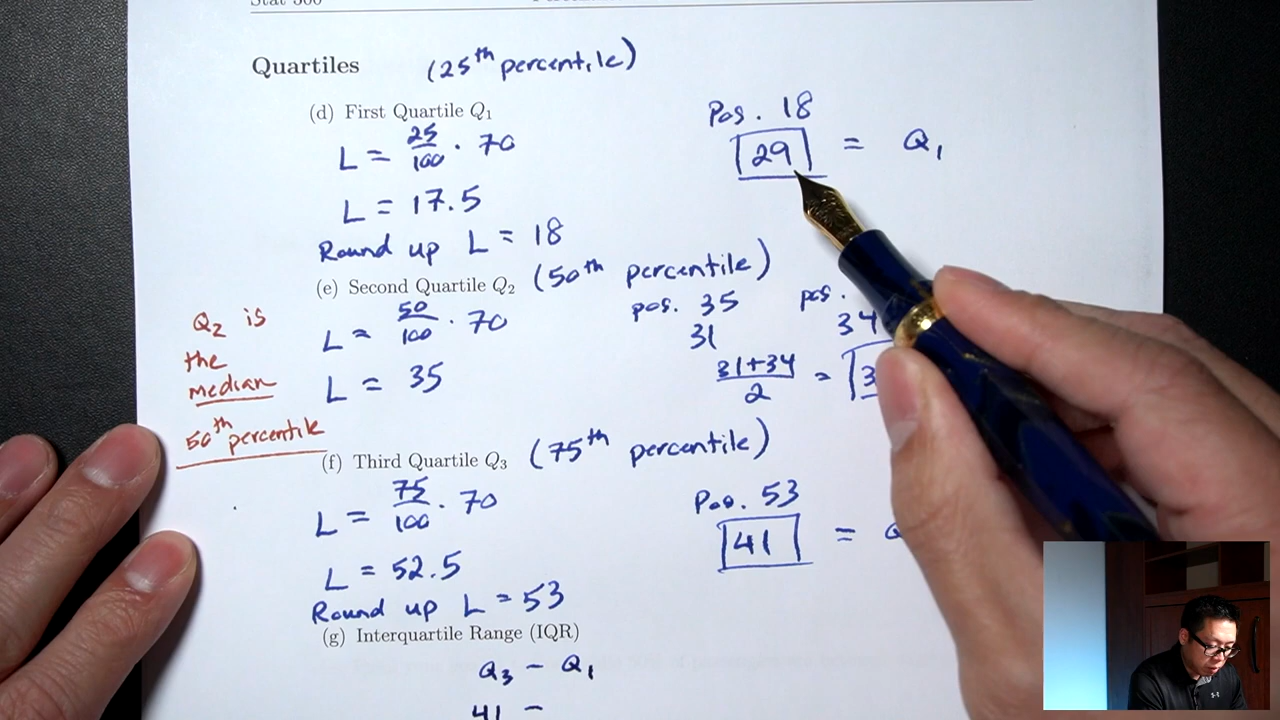 Stat 300
Quartiles (25th percentile)
(d) First Quartile Q1
L = 25/100 · 70
L = 17.5
Round up L = 18
Pos. 18
29 = Q1
(e) Second Quartile Q2 (50th percentile)
L = 50/100 · 70
L = 35
pos. 35 pos.
31 34
31+34/2 = 3
Q2 is
the
median
50th percentile
(f) Third Quartile Q3 (75th percentile)
L = 75/100 · 70
L = 52.5
Round up L = 53
Pos. 53
41 =
(g) Interquartile Range (IQR)
Q3 - Q1
41 -